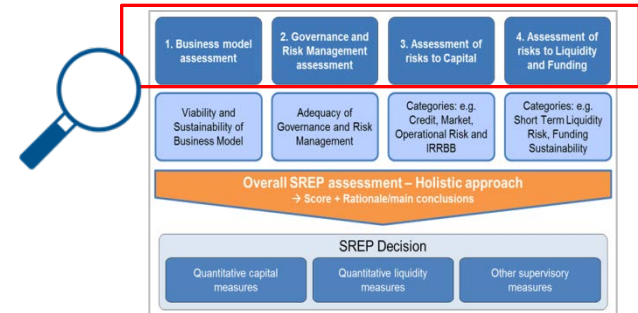 1. Business model
assessment
2. Governance and
Risk Management
assessment
3. Assessment of
risks to Capital
4. Assessment of
risks to Liquidity
and Funding
Viability and
Sustainability of
Business Model
Adequacy of
Governance and Risk
Management
Categories: e.g.
Credit, Market,
Operational Risk and
IRRBB
Categories: e.g.
Short Term Liquidity
Risk, Funding
Sustainability
Overall SREP assessment – Holistic approach
→ Score + Rationale/main conclusions
SREP Decision
Quantitative capital
measures
Quantitative liquidity
measures
Other supervisory
measures